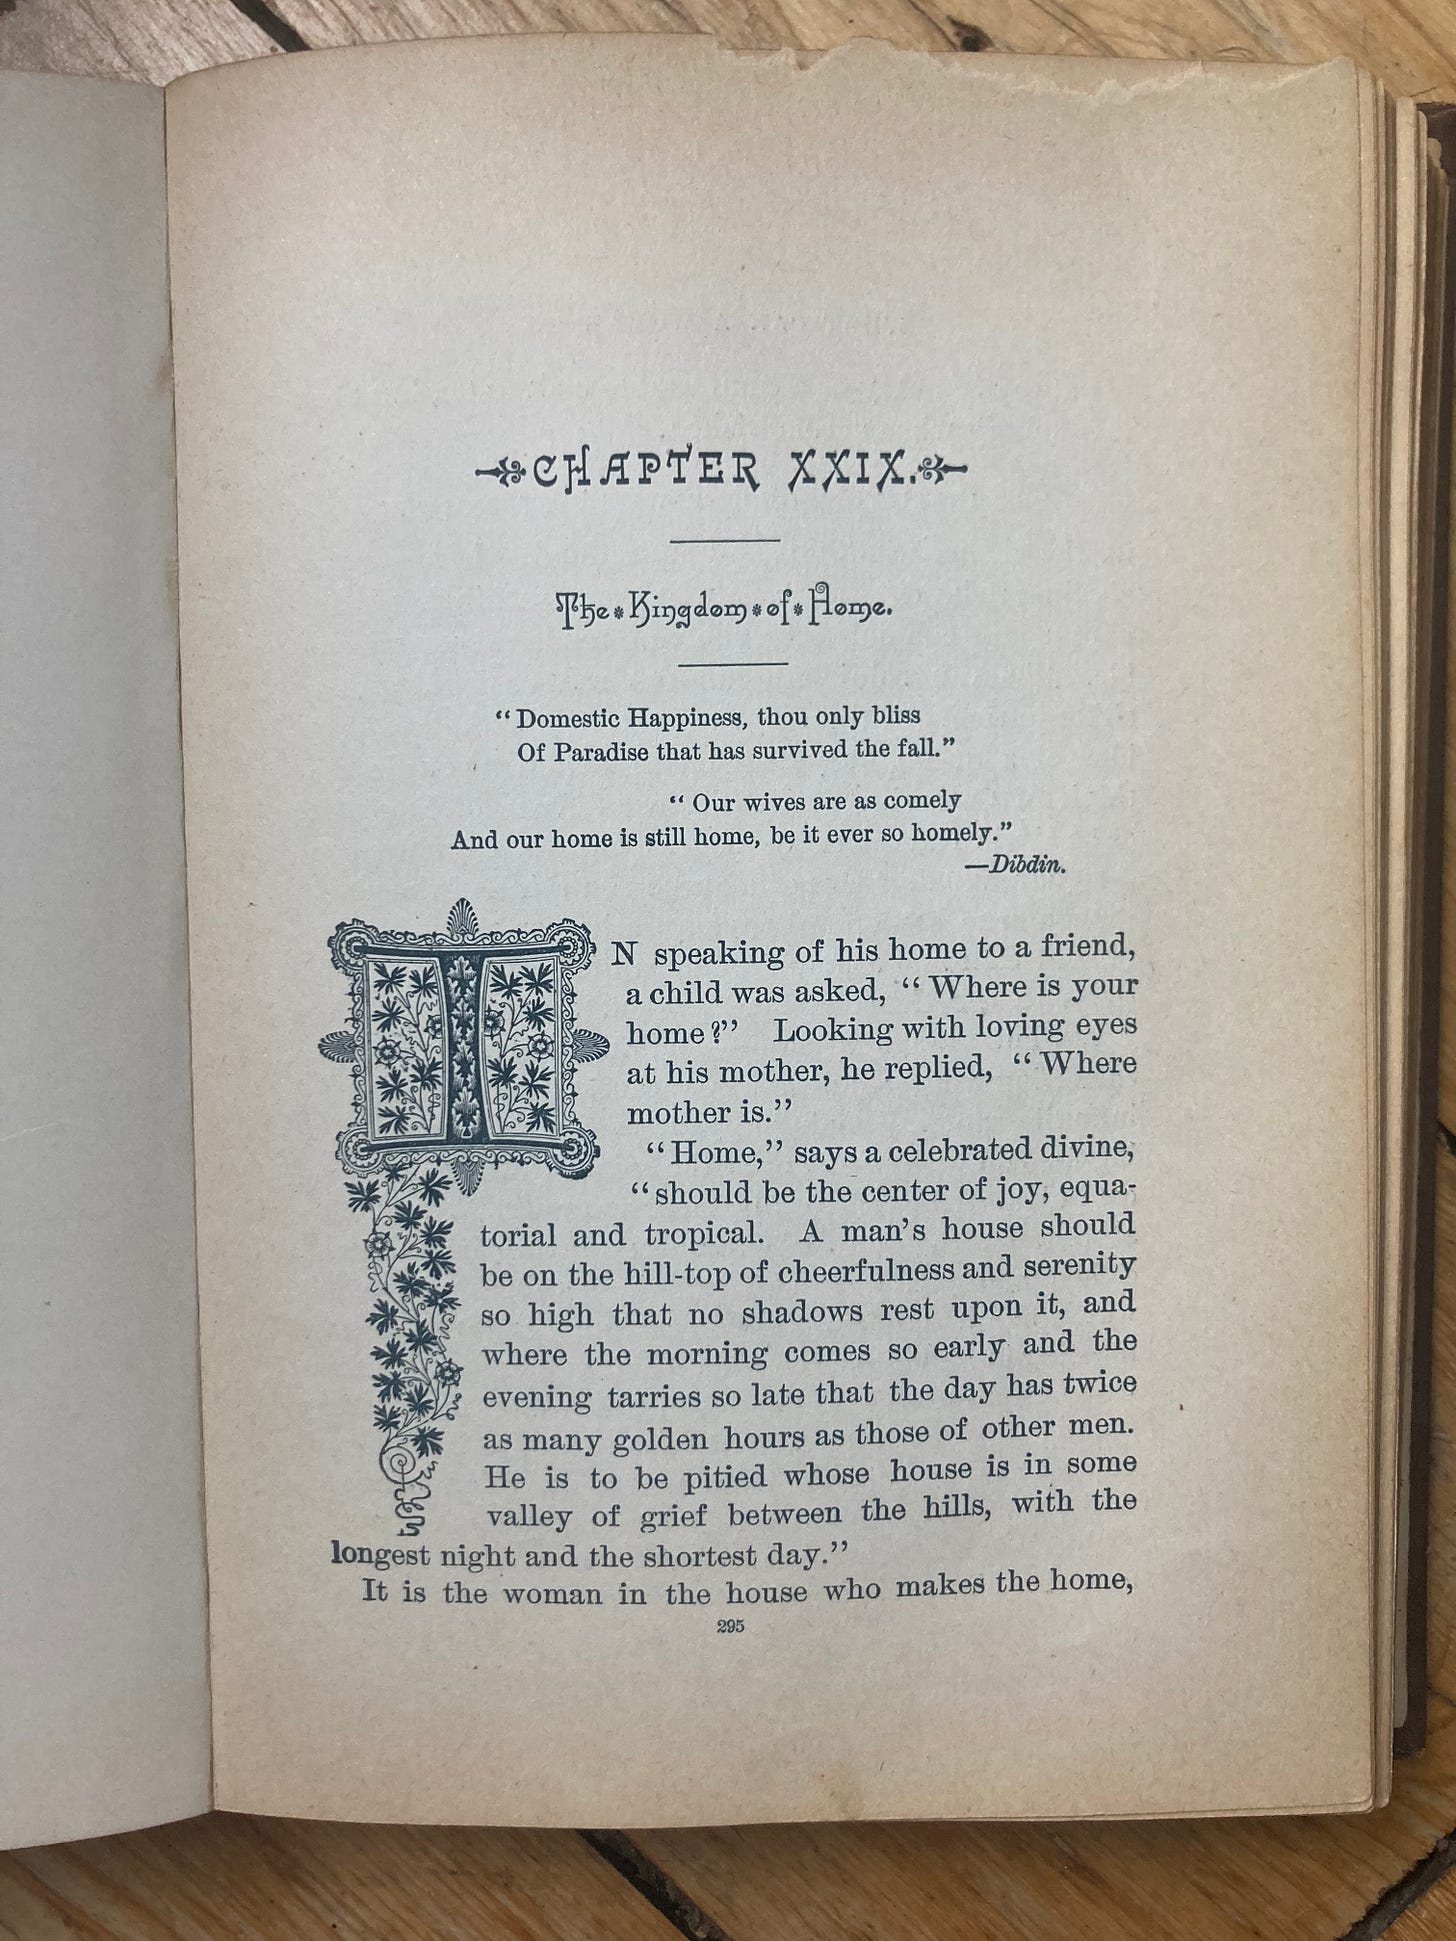 CHAPTER XXIX.
The Kingdom of Home.
“Domestic Happiness, thou only bliss
Of Paradise that has survived the fall.”
“Our wives are as comely
And our home is still home, be it ever so homely.”
—Dibdin.
IN speaking of his home to a friend,
a child was asked, “Where is your
home?” Looking with loving eyes
at his mother, he replied, “Where
mother is.”
“Home,” says a celebrated divine,
“should be the center of joy, equa-
torial and tropical. A man’s house should
be on the hill-top of cheerfulness and serenity
so high that no shadows rest upon it, and
where the morning comes so early and the
evening tarries so late that the day has twice
as many golden hours as those of other men.
He is to be pitied whose house is in some
valley of grief between the hills, with the
longest night and the shortest day.”
It is the woman in the house who makes the home,
295